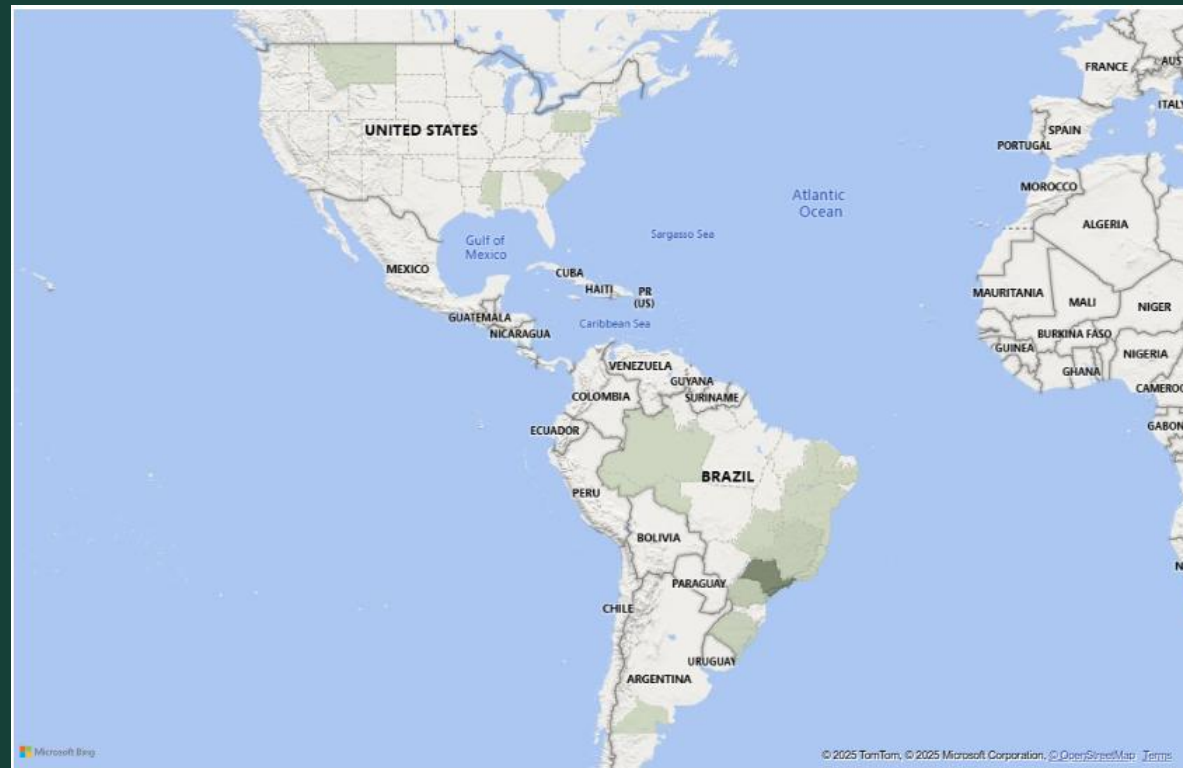 FRANCE
AUS
ITALY
UNITED STATES
SPAIN
PORTUGAL
MOROCCO
Atlantic
Ocean
ALGERIA
Gulf of
Mexico
Sargasso Sea
MEXICO
CUBA
HAITI
PR
(US)
MAURITANIA
MALI
NIGER
GUATEMALA
Caribbean Sea
NICARAGUA
BURKINA FASO
GUINEA
NIGERIA
GHANA
VENEZUELA
GUYANA
SURINAME
COLOMBIA
CAMEROO
ECUADOR
GABON
BRAZIL
PERU
BOLIVIA
N
PARAGUAY
CHILE
URUGUAY
ARGENTINA
Microsoft Bing
© 2025 TomTom, © 2025 Microsoft Corporation, © OpenStreetMap Terms